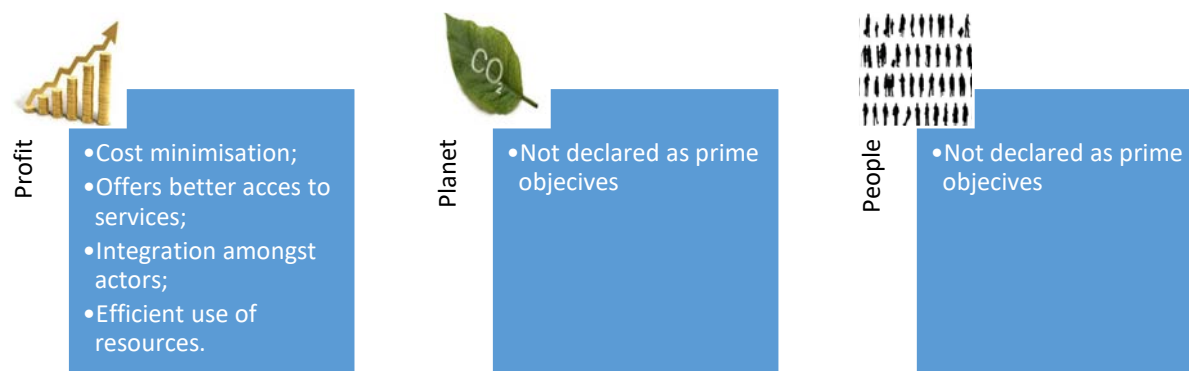 Profit
•Cost minimisation;
•Offers better acces to
services;
•Integration amongst
actors;
•Efficient use of
resources.
CO2
Planet
•Not declared as prime
objecives
People
•Not declared as prime
objecives